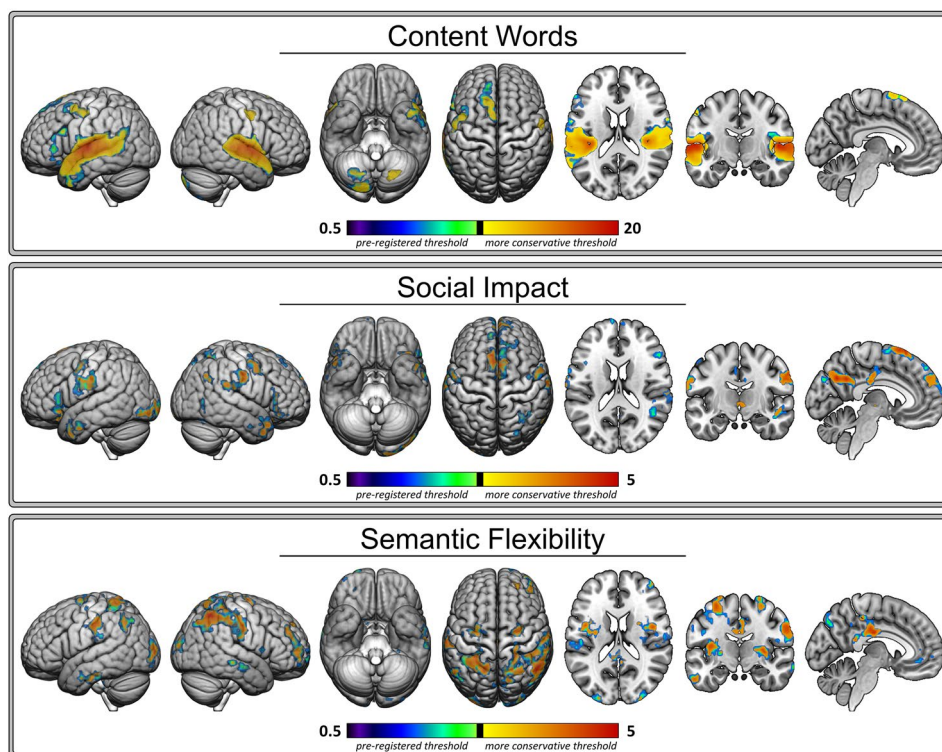 Content Words
0.5 20
pre-registered threshold more conservative threshold
Social Impact
0.5 5
pre-registered threshold more conservative threshold
Semantic Flexibility
0.5 5
pre-registered threshold more conservative threshold